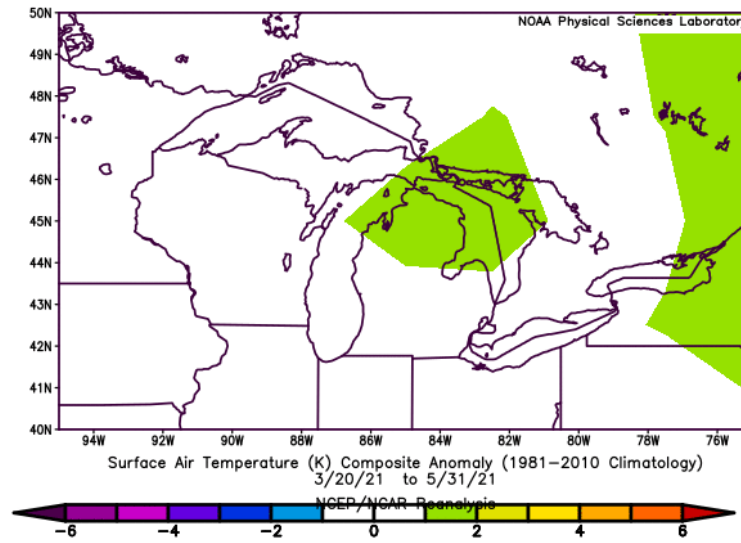 50N
NOAA Physical Sciences Laborator
49N
48N
47N
46N
45N
44N
43N
42N
41N
40N
94W 92W 90W 88W 86W 84W 82W 80W 78W 76W
Surface Air Temperature (K) Composite Anomaly (1981-2010 Climatology)
3/20/21 to 5/31/21
NCEP/NCAR Reanalysis
-6 -4 -2 0 2 4 6